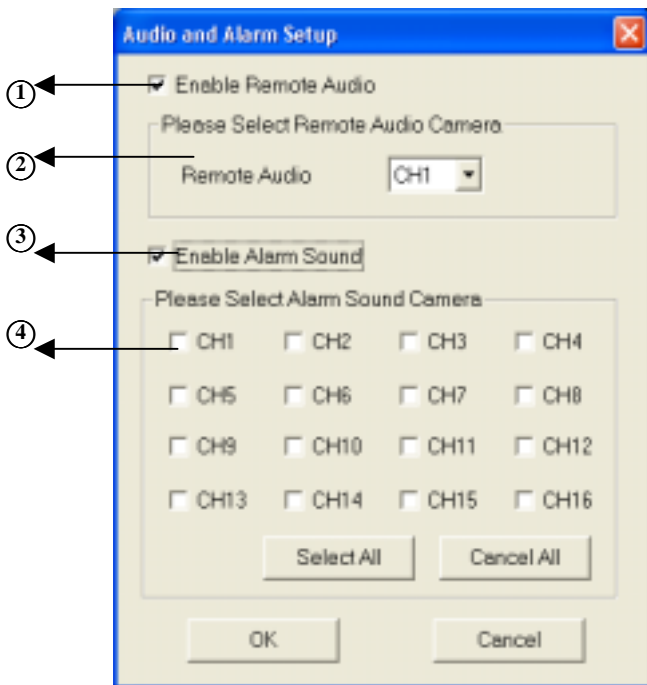 Audio and Alarm Setup
1 Enable Remote Audio
Please Select Remote Audio Camera
2 Remote Audio CH1
3 Enable Alarm Sound
Please Select Alarm Sound Camera
4 CH1 CH2 CH3 CH4
CH5 CH6 CH7 CH8
CH9 CH10 CH11 CH12
CH13 CH14 CH15 CH16
Select All Cancel All
OK Cancel